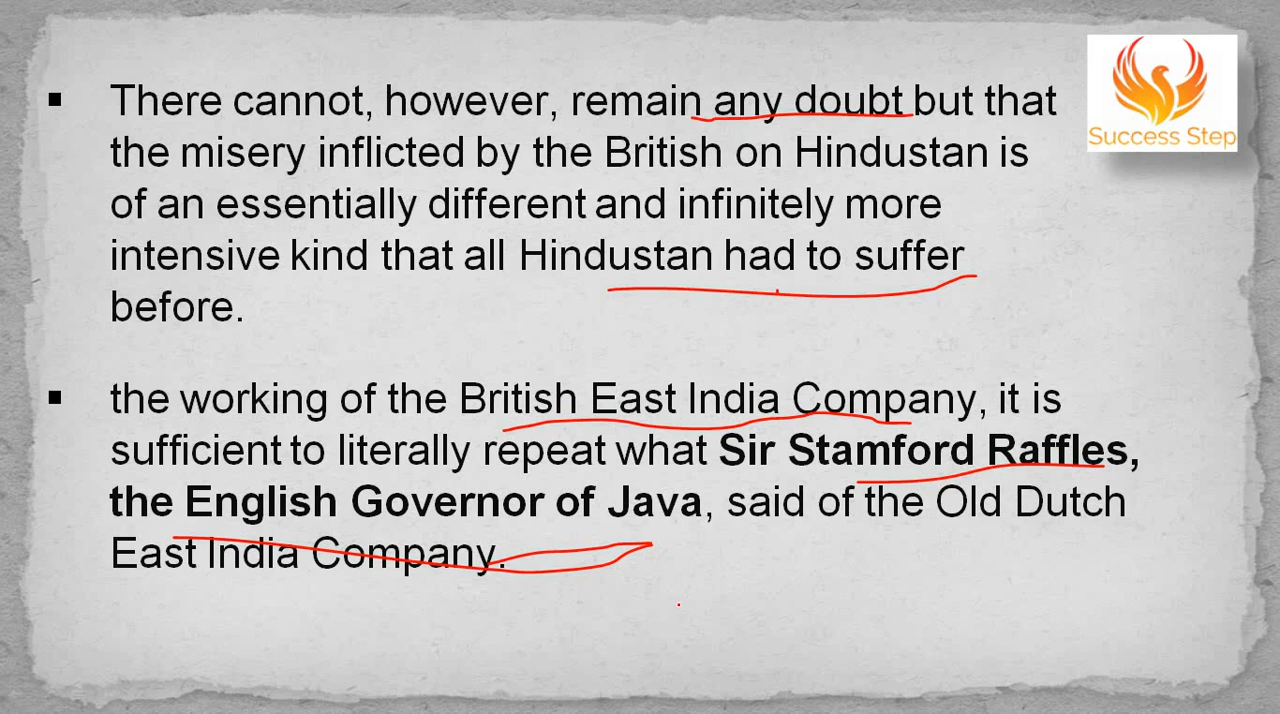 ▪ There cannot, however, remain any doubt but that
the misery inflicted by the British on Hindustan is
of an essentially different and infinitely more
intensive kind that all Hindustan had to suffer
before.
▪ the working of the British East India Company, it is
sufficient to literally repeat what Sir Stamford Raffles,
the English Governor of Java, said of the Old Dutch
East India Company.
Success Step